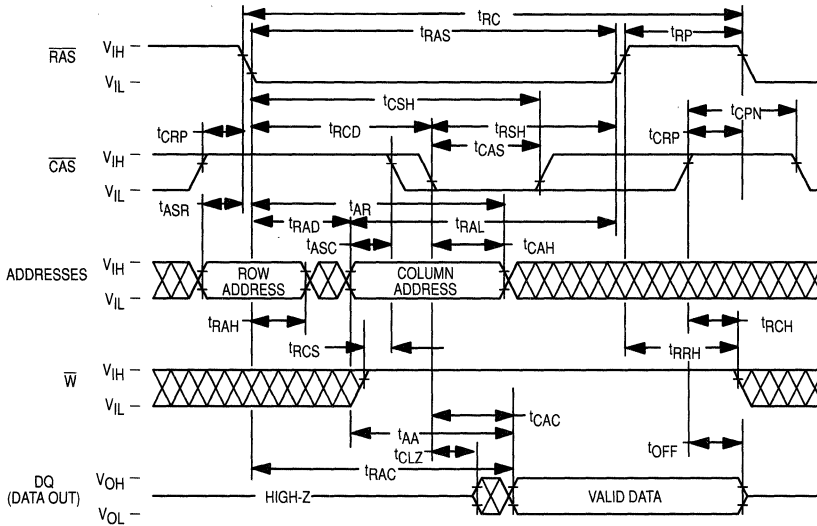 tRC
tRAS
tRP
RAS
VIH
VIL
tCSH
tCPN
tCRP
tRCD
tRSH
tCRP
tCAS
CAS
VIH
VIL
tASR
tAR
tRAD
tRAL
tASC
tCAH
ADDRESSES
VIH
VIL
ROW
ADDRESS
COLUMN
ADDRESS
tRAH
tRCH
tRCS
tRRH
W
VIH
VIL
tCAC
tAA
tCLZ
tOFF
tRAC
DQ
(DATA OUT)
VOH
VOL
HIGH-Z
VALID DATA